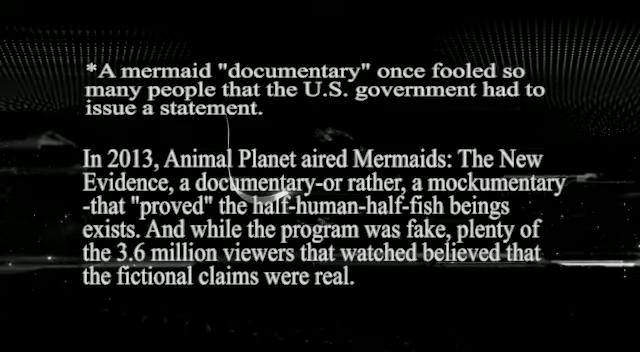 *A mermaid "documentary" once fooled so
many people that the U.S. government had to
issue a statement.
In 2013, Animal Planet aired Mermaids: The New
Evidence, a documentary-or rather, a mockumentary
-that "proved" the half-human-half-fish beings
exists. And while the program was fake, plenty of
the 3.6 million viewers that watched believed that
the fictional claims were real.